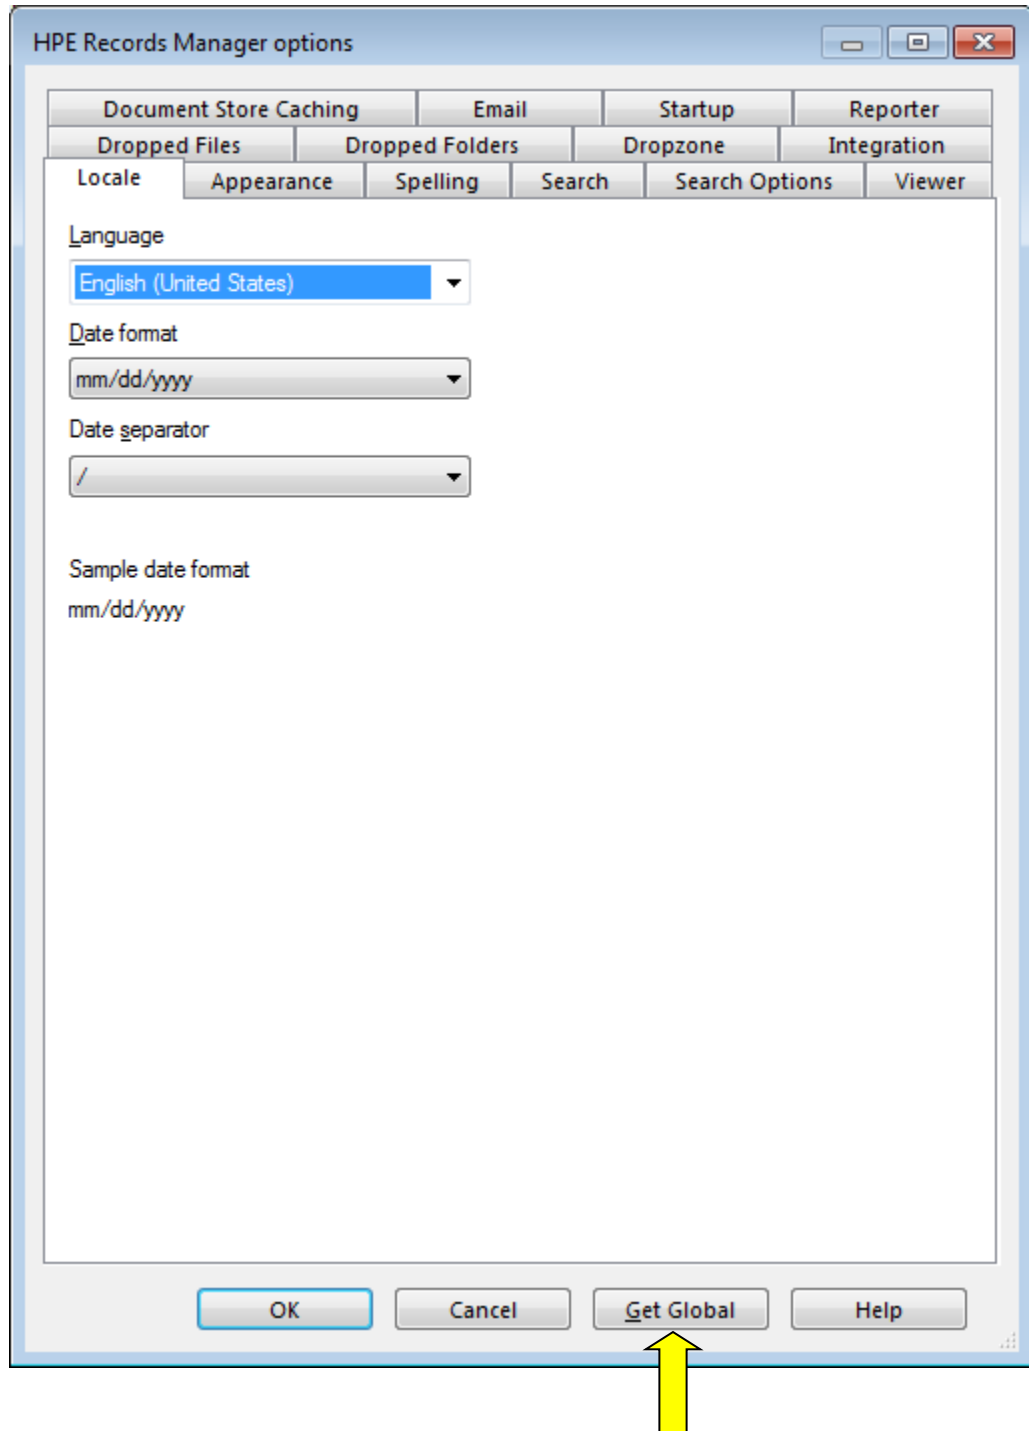 HPE Records Manager options
Document Store Caching Email Startup Reporter
Dropped Files Dropped Folders Dropzone Integration
Locale Appearance Spelling Search Search Options Viewer
Language
English (United States)
Date format
mm/dd/yyyy
Date separator
/
Sample date format
mm/dd/yyyy
OK Cancel Get Global Help